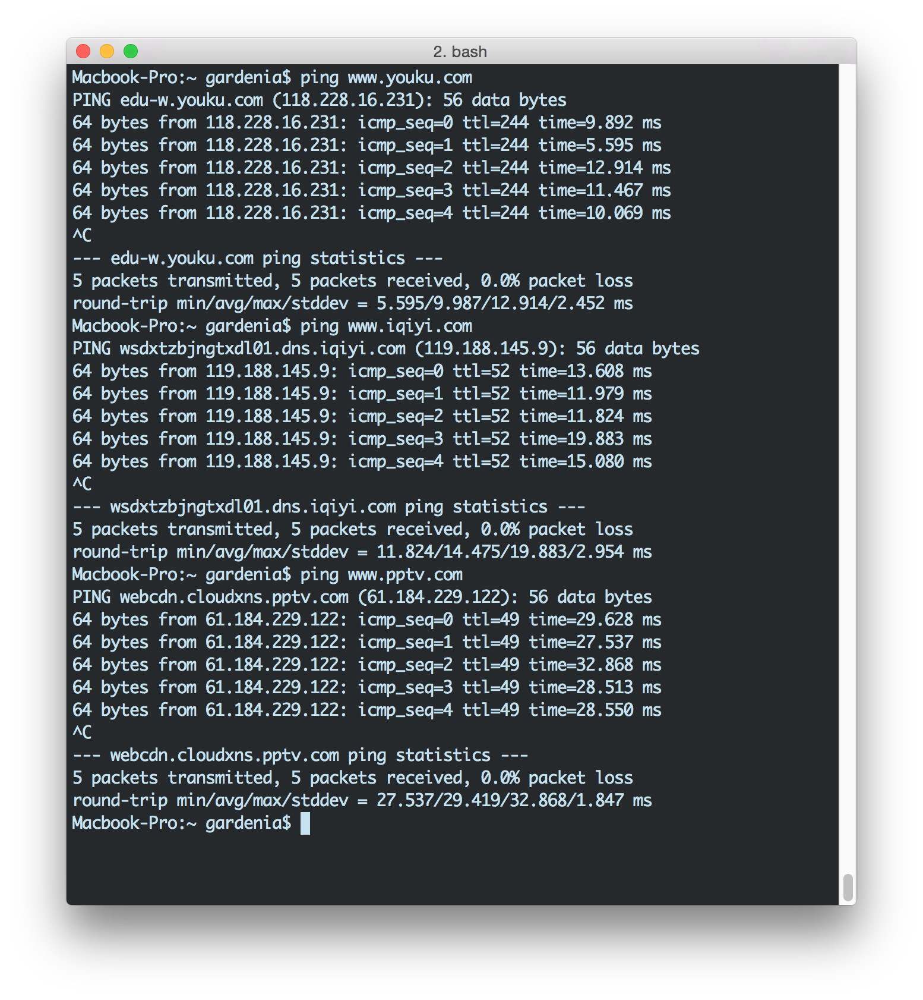 2. bash
Macbook-Pro:~ gardenia$ ping www.youku.com
PING edu-w.youku.com (118.228.16.231): 56 data bytes
64 bytes from 118.228.16.231: icmp_seq=0 ttl=244 time=9.892 ms
64 bytes from 118.228.16.231: icmp_seq=1 ttl=244 time=5.595 ms
64 bytes from 118.228.16.231: icmp_seq=2 ttl=244 time=12.914 ms
64 bytes from 118.228.16.231: icmp_seq=3 ttl=244 time=11.467 ms
64 bytes from 118.228.16.231: icmp_seq=4 ttl=244 time=10.069 ms
^C
--- edu-w.youku.com ping statistics ---
5 packets transmitted, 5 packets received, 0.0% packet loss
round-trip min/avg/max/stddev = 5.595/9.987/12.914/2.452 ms
Macbook-Pro:~ gardenia$ ping www.iqiyi.com
PING wsdxtzbjngtxdl01.dns.iqiyi.com (119.188.145.9): 56 data bytes
64 bytes from 119.188.145.9: icmp_seq=0 ttl=52 time=13.608 ms
64 bytes from 119.188.145.9: icmp_seq=1 ttl=52 time=11.979 ms
64 bytes from 119.188.145.9: icmp_seq=2 ttl=52 time=11.824 ms
64 bytes from 119.188.145.9: icmp_seq=3 ttl=52 time=19.883 ms
64 bytes from 119.188.145.9: icmp_seq=4 ttl=52 time=15.080 ms
^C
--- wsdxtzbjngtxdl01.dns.iqiyi.com ping statistics ---
5 packets transmitted, 5 packets received, 0.0% packet loss
round-trip min/avg/max/stddev = 11.824/14.475/19.883/2.954 ms
Macbook-Pro:~ gardenia$ ping www.pptv.com
PING webcdn.cloudxns.pptv.com (61.184.229.122): 56 data bytes
64 bytes from 61.184.229.122: icmp_seq=0 ttl=49 time=29.628 ms
64 bytes from 61.184.229.122: icmp_seq=1 ttl=49 time=27.537 ms
64 bytes from 61.184.229.122: icmp_seq=2 ttl=49 time=32.868 ms
64 bytes from 61.184.229.122: icmp_seq=3 ttl=49 time=28.513 ms
64 bytes from 61.184.229.122: icmp_seq=4 ttl=49 time=28.550 ms
^C
--- webcdn.cloudxns.pptv.com ping statistics ---
5 packets transmitted, 5 packets received, 0.0% packet loss
round-trip min/avg/max/stddev = 27.537/29.419/32.868/1.847 ms
Macbook-Pro:~ gardenia$